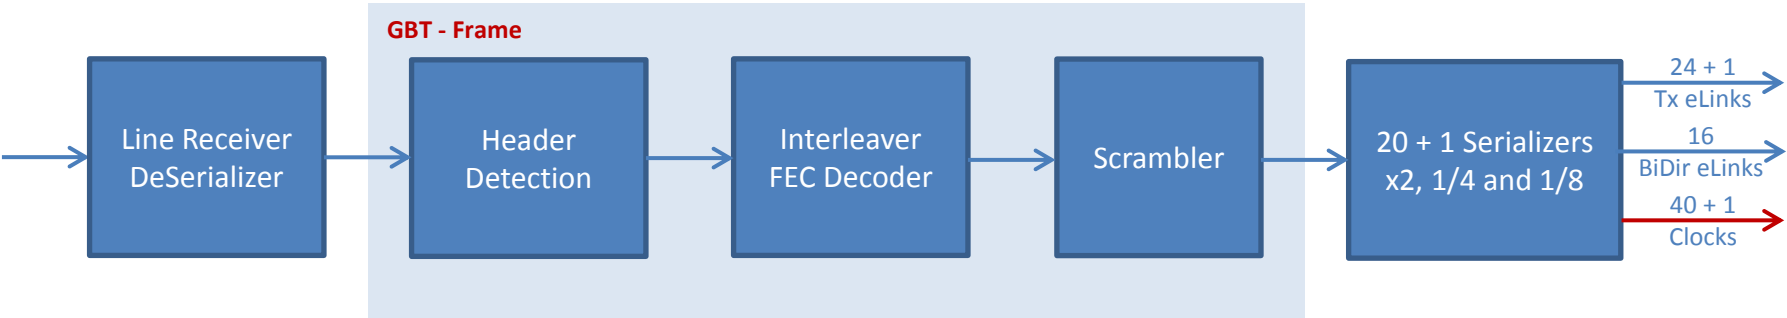 GBT - Frame
Line Receiver
DeSerializer
Header
Detection
Interleaver
FEC Decoder
Scrambler
20 + 1 Serializers
x2, 1/4 and 1/8
24 + 1
Tx eLinks
16
BiDir eLinks
40 + 1
Clocks